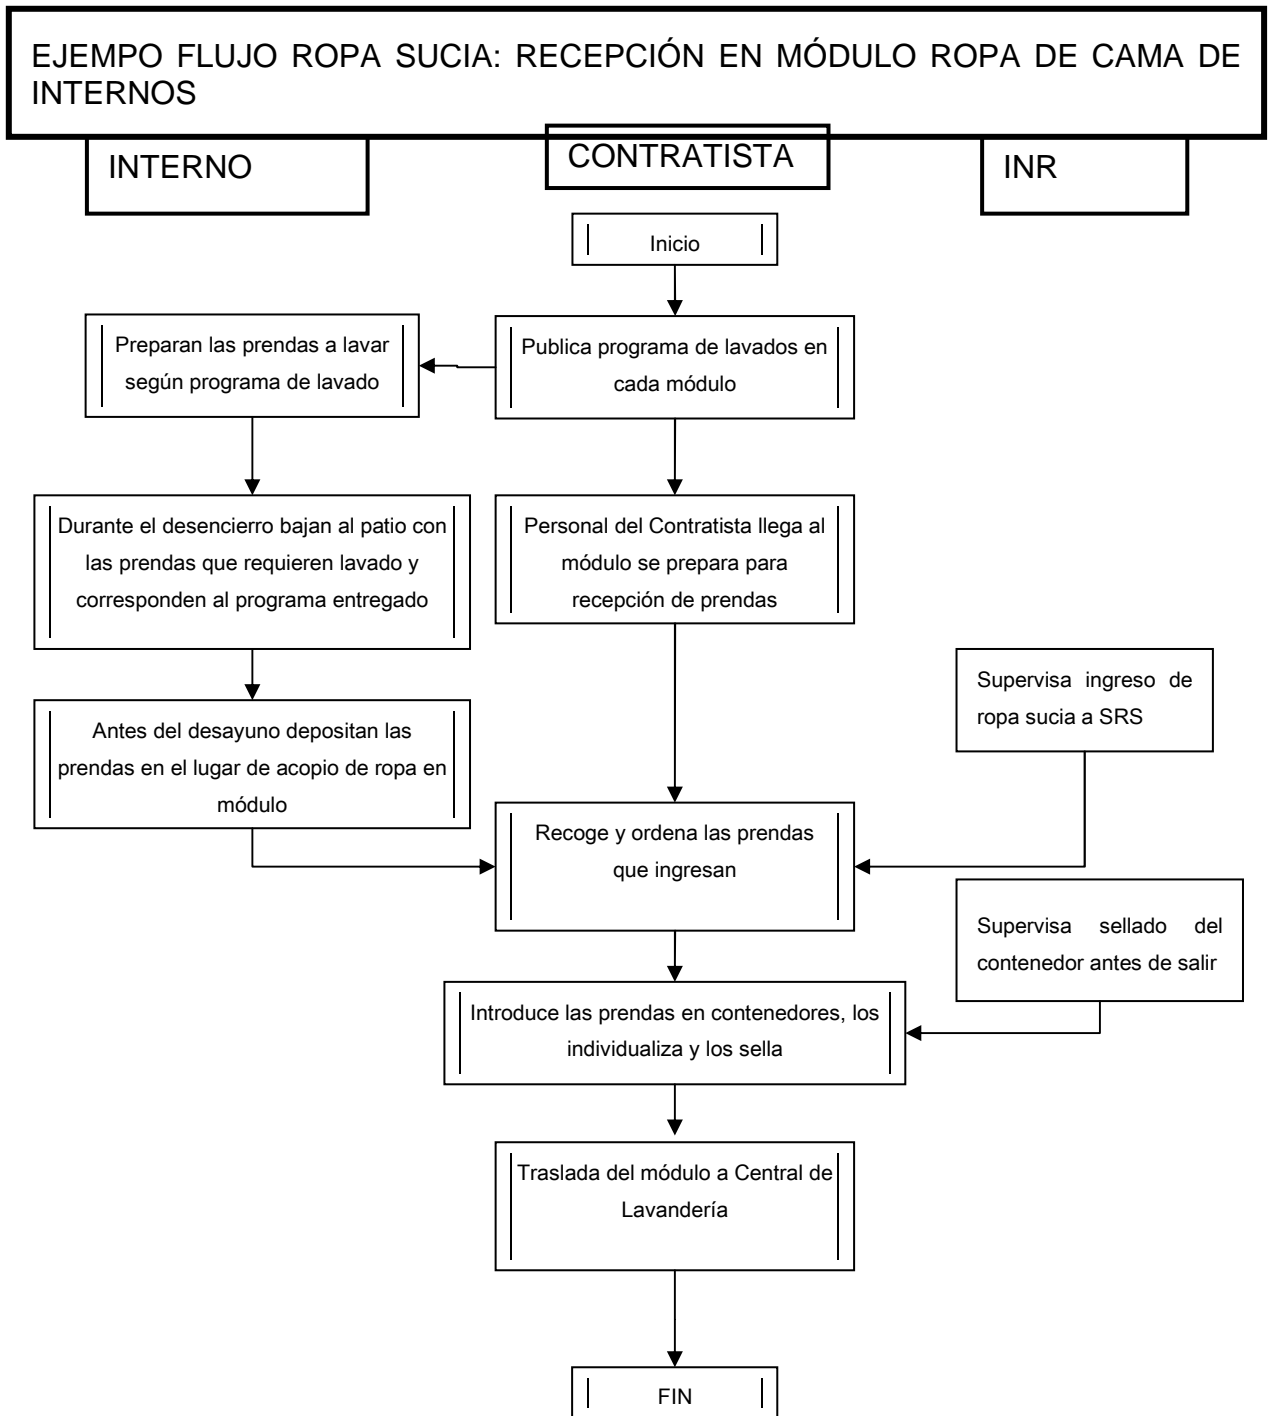 EJEMPO FLUJO ROPA SUCIA: RECEPCIÓN EN MÓDULO ROPA DE CAMA DE
INTERNOS
INTERNO
CONTRATISTA
INR
Inicio
Preparan las prendas a lavar
según programa de lavado
Publica programa de lavados en
cada módulo
Durante el desencierro bajan al patio con
las prendas que requieren lavado y
corresponden al programa entregado
Personal del Contratista llega al
módulo se prepara para
recepción de prendas
Supervisa ingreso de
ropa sucia a SRS
Antes del desayuno depositan las
prendas en el lugar de acopio de ropa en
módulo
Recoge y ordena las prendas
que ingresan
Supervisa sellado del
contenedor antes de salir
Introduce las prendas en contenedores, los
individualiza y los sella
Traslada del módulo a Central de
Lavandería
FIN